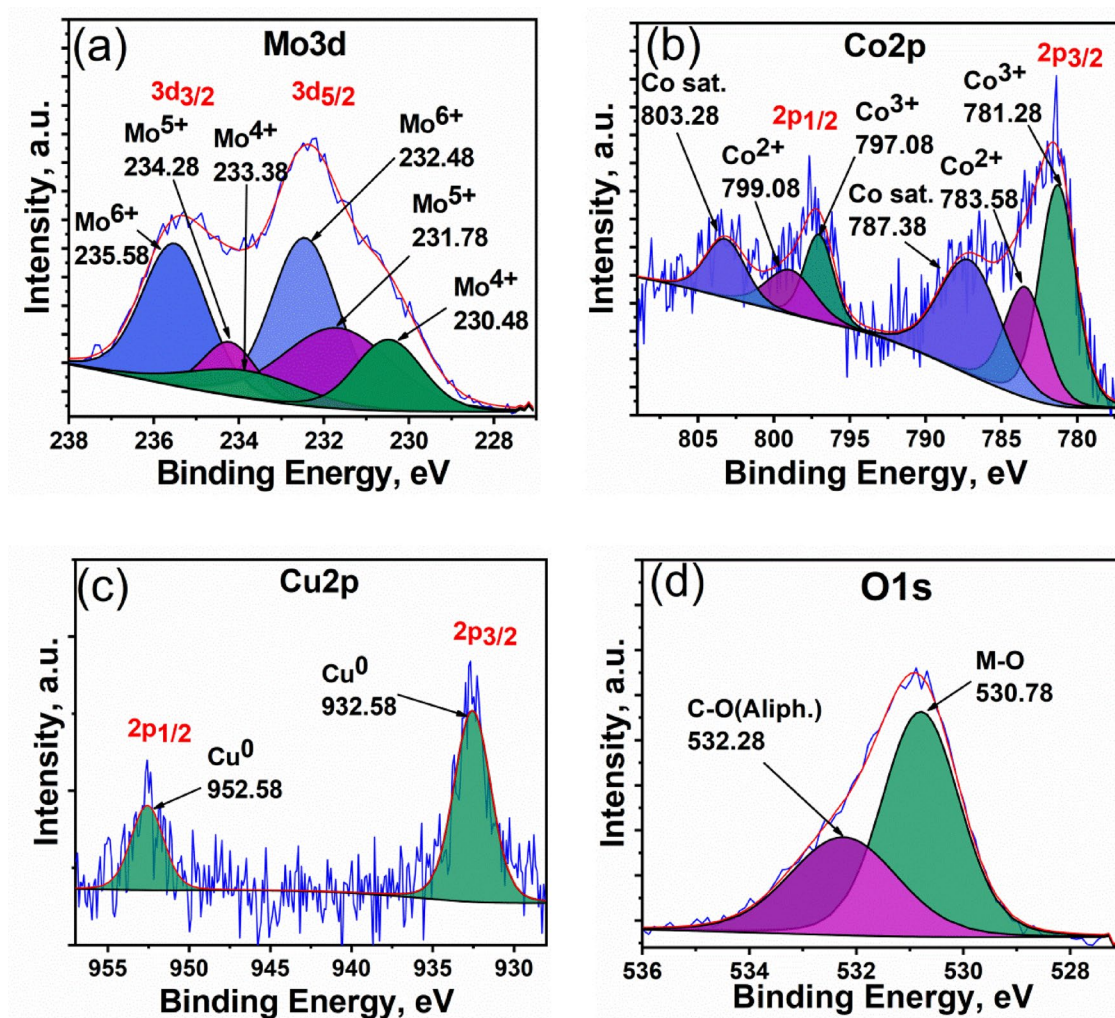 (a)
Mo3d
3d3/2
3d5/2
Mo5+
234.28
Mo4+
233.38
Mo6+
232.48
Mo6+
235.58
Mo5+
231.78
Mo4+
230.48
Intensity, a.u.
238 236 234 232 230 228
Binding Energy, eV
(b)
Co2p
2p3/2
Co sat.
803.28
2p1/2
Co3+
797.08
Co3+
781.28
Co2+
799.08
Co sat.
787.38
Co2+
783.58
Intensity, a.u.
805 800 795 790 785 780
Binding Energy, eV
(c)
Cu2p
2p3/2
Cu0
932.58
2p1/2
Cu0
952.58
Intensity, a.u.
955 950 945 940 935 930
Binding Energy, eV
(d)
O1s
M-O
530.78
C-O(Aliph.)
532.28
Intensity, a.u.
536 534 532 530 528
Binding Energy, eV